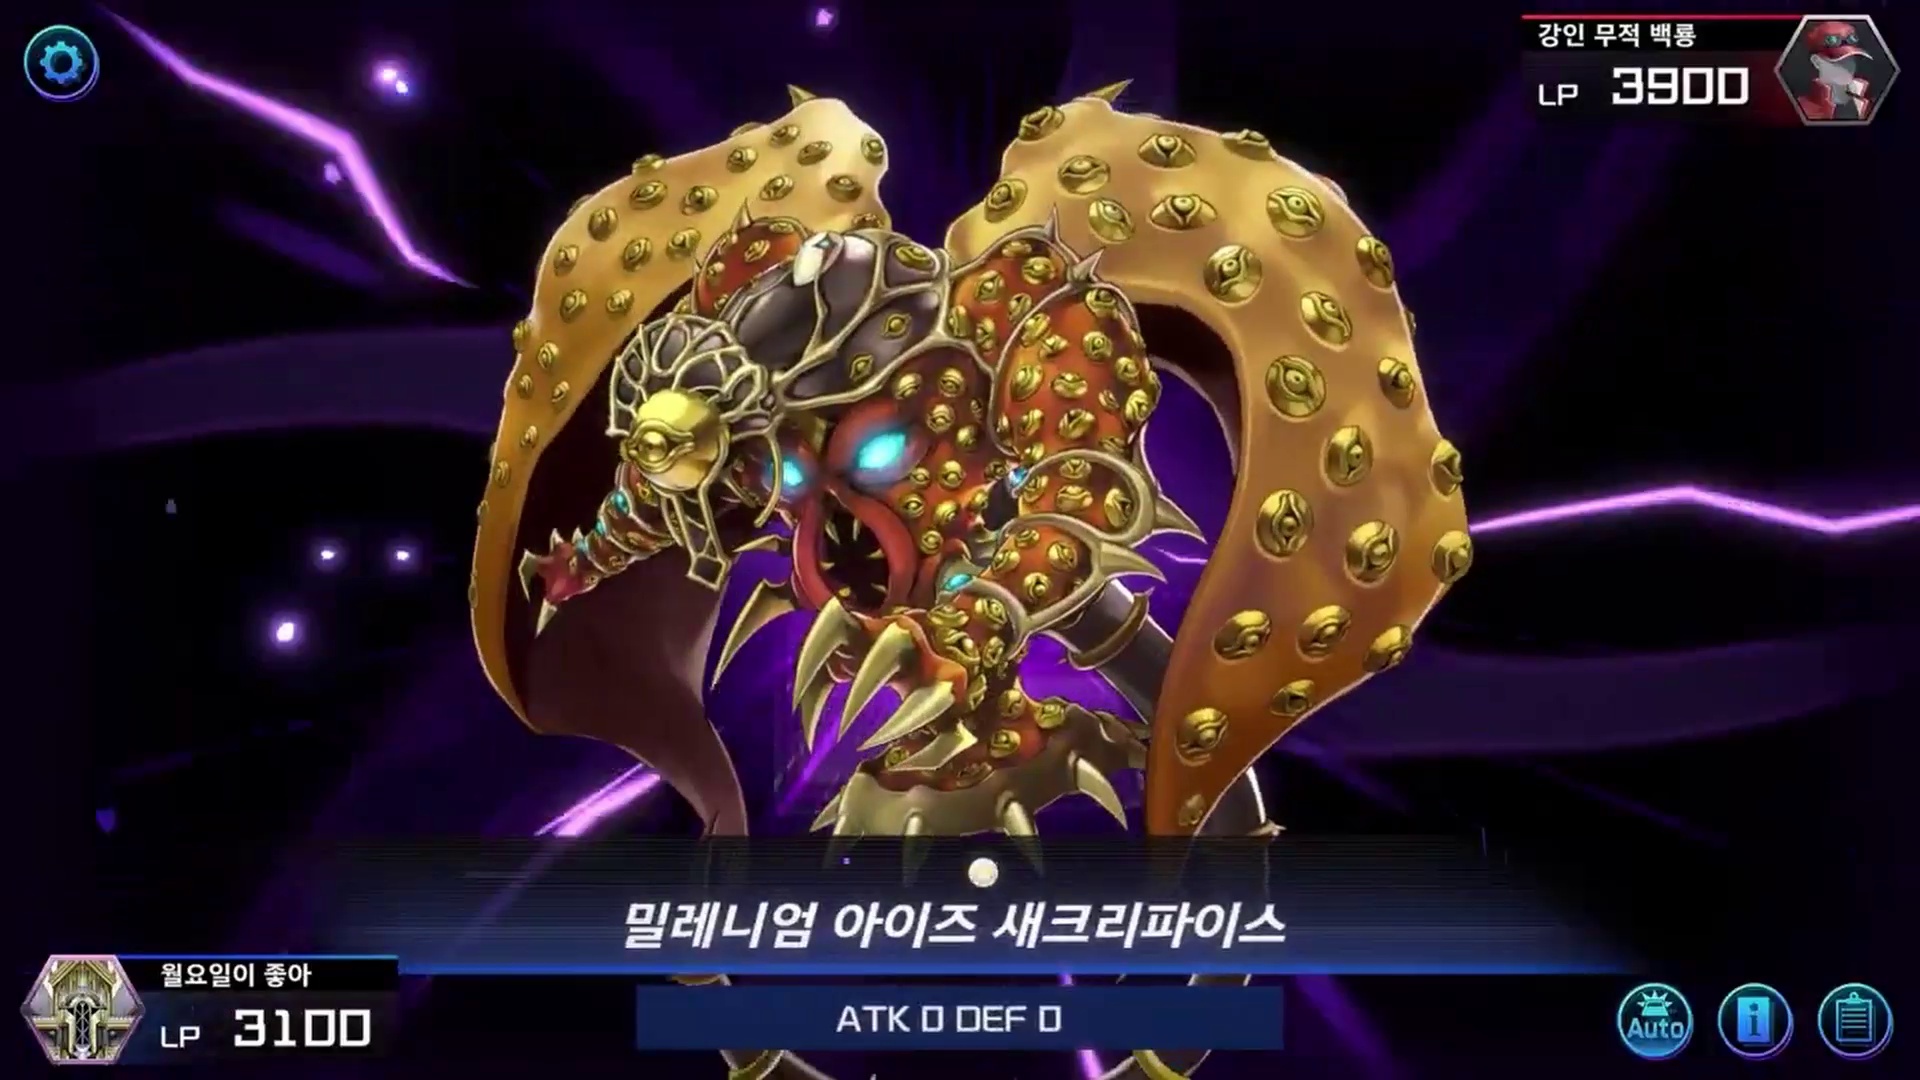 강인 무적 백룡
LP 3900
밀레니엄 아이즈 새크리파이스
월요일이 좋아
LP 3100
ATK 0 DEF 0
Auto